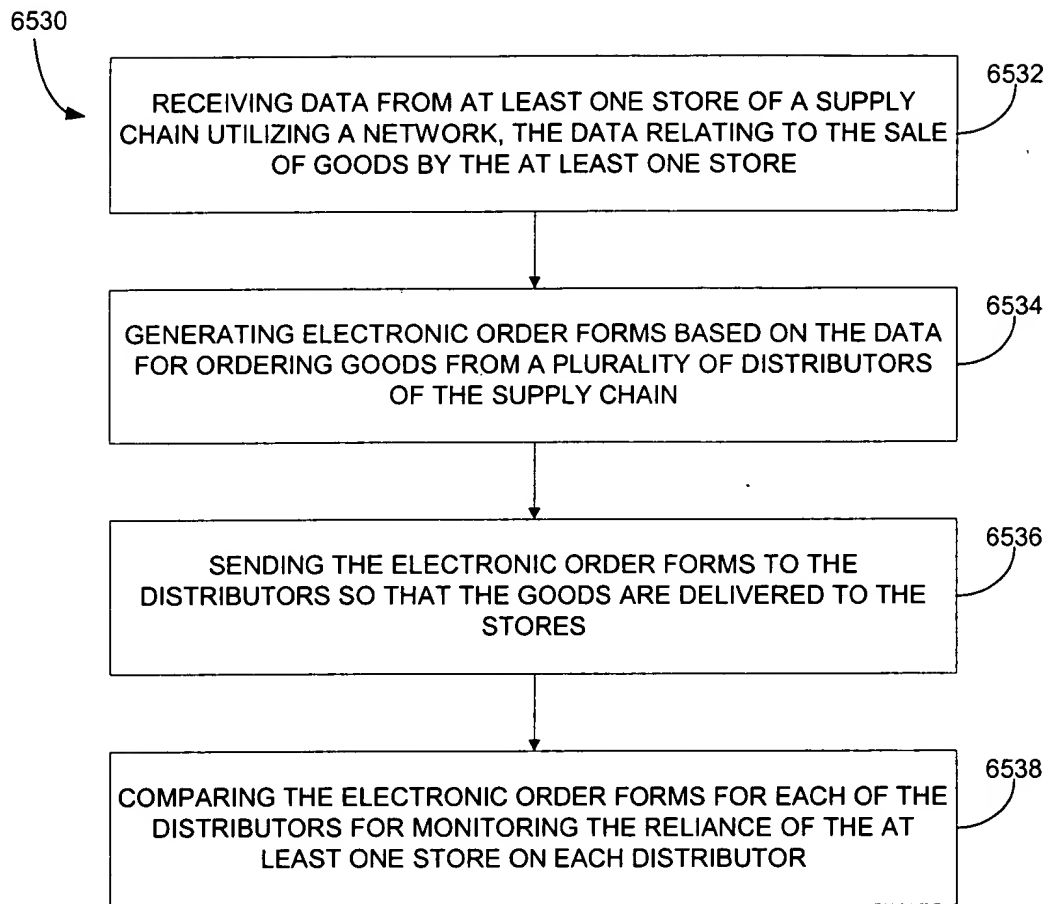 6530
6532
RECEIVING DATA FROM AT LEAST ONE STORE OF A SUPPLY
CHAIN UTILIZING A NETWORK, THE DATA RELATING TO THE SALE
OF GOODS BY THE AT LEAST ONE STORE
6534
GENERATING ELECTRONIC ORDER FORMS BASED ON THE DATA
FOR ORDERING GOODS FROM A PLURALITY OF DISTRIBUTORS
OF THE SUPPLY CHAIN
6536
SENDING THE ELECTRONIC ORDER FORMS TO THE
DISTRIBUTORS SO THAT THE GOODS ARE DELIVERED TO THE
STORES
6538
COMPARING THE ELECTRONIC ORDER FORMS FOR EACH OF THE
DISTRIBUTORS FOR MONITORING THE RELIANCE OF THE AT
LEAST ONE STORE ON EACH DISTRIBUTOR